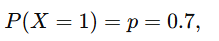 P(X = 1) = p = 0.7,